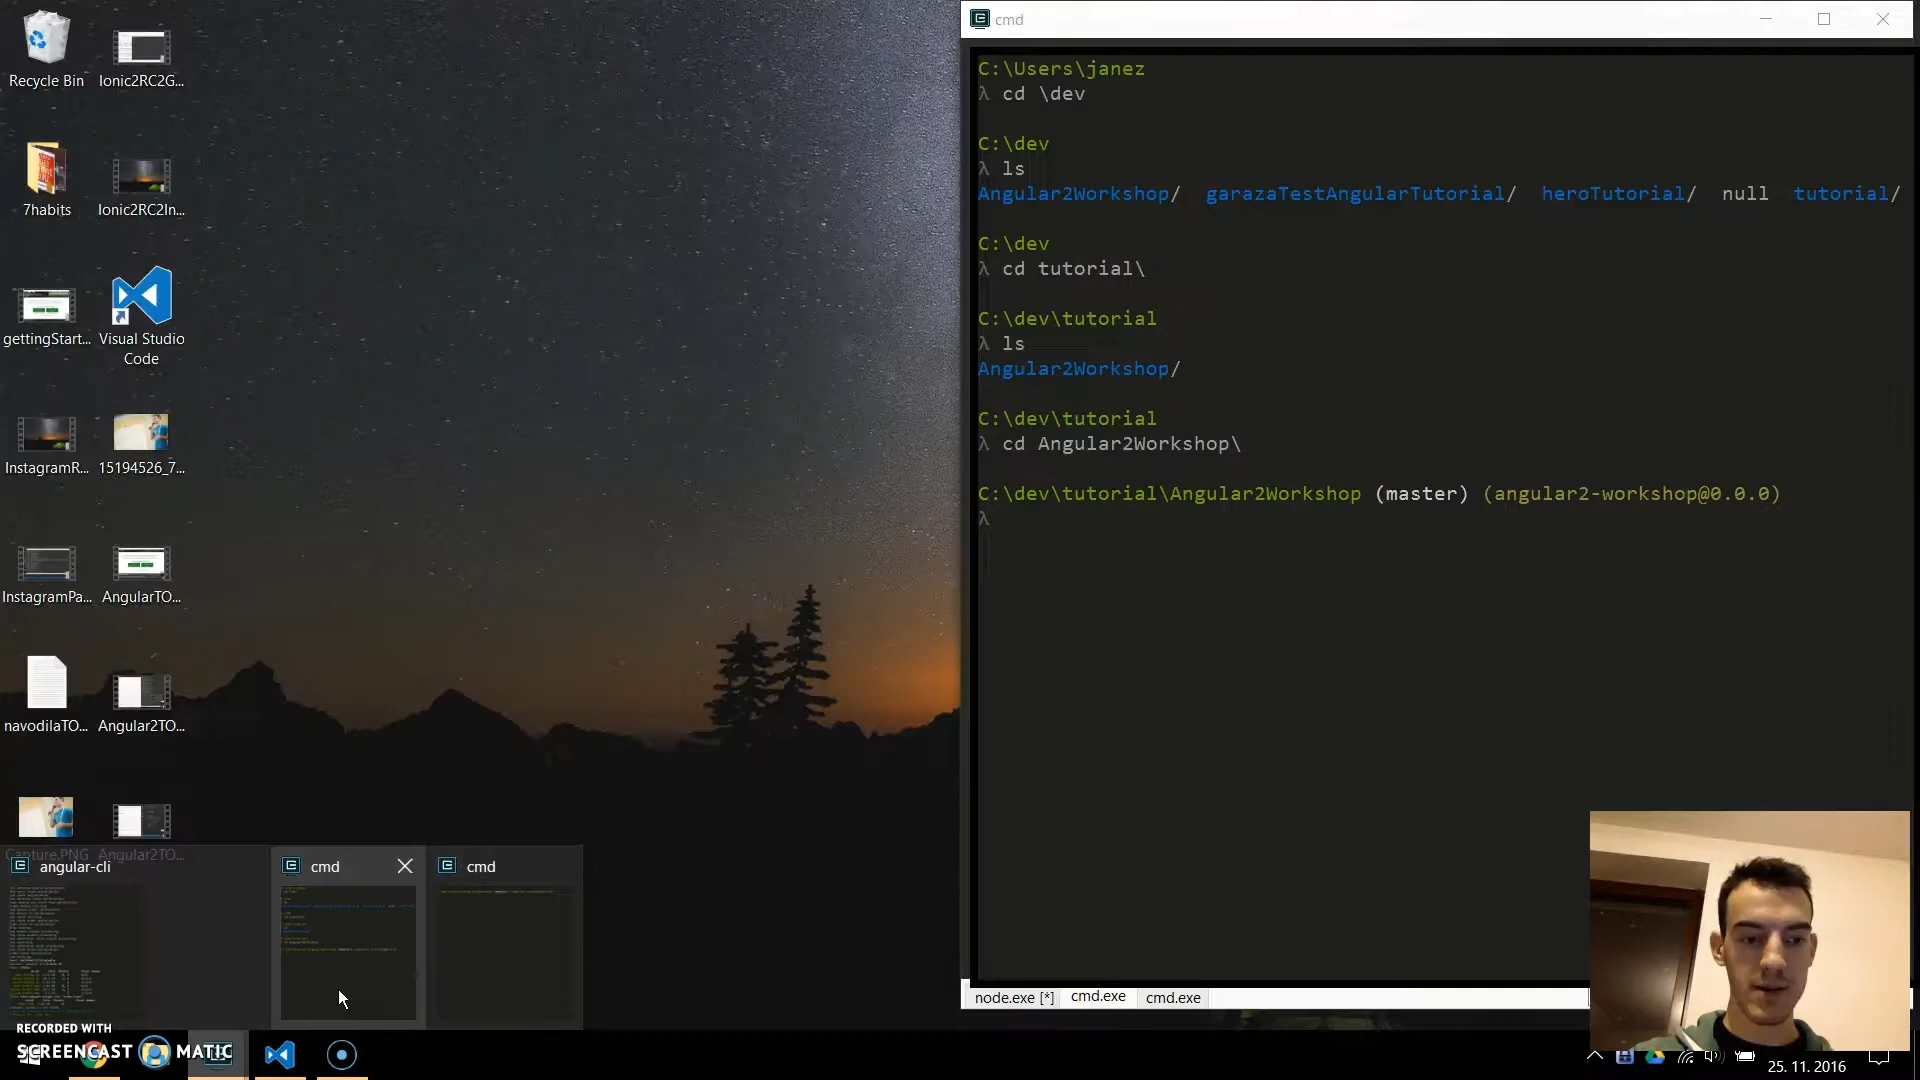 Recycle Bin
Ionic2RC2G...
7habits
Ionic2RC2In...
gettingStart...
Visual Studio
Code
InstagramR...
15194526_7...
InstagramPa...
AngularTO...
navodilaTO...
Angular2TO...
Capture.PNG
Angular2TO...
cmd
C:\Users\janez
λ cd \dev
C:\dev
λ ls
Angular2Workshop/ garazaTestAngularTutorial/ heroTutorial/ null tutorial/
C:\dev
λ cd tutorial\
C:\dev\tutorial
λ ls
Angular2Workshop/
C:\dev\tutorial
λ cd Angular2Workshop\
C:\dev\tutorial\Angular2Workshop (master) (angular2-workshop@0.0.0)
λ
node.exe [*] cmd.exe cmd.exe
angular-cli
cmd
cmd
RECORDED WITH
SCREENCAST MATIC
25. 11. 2016